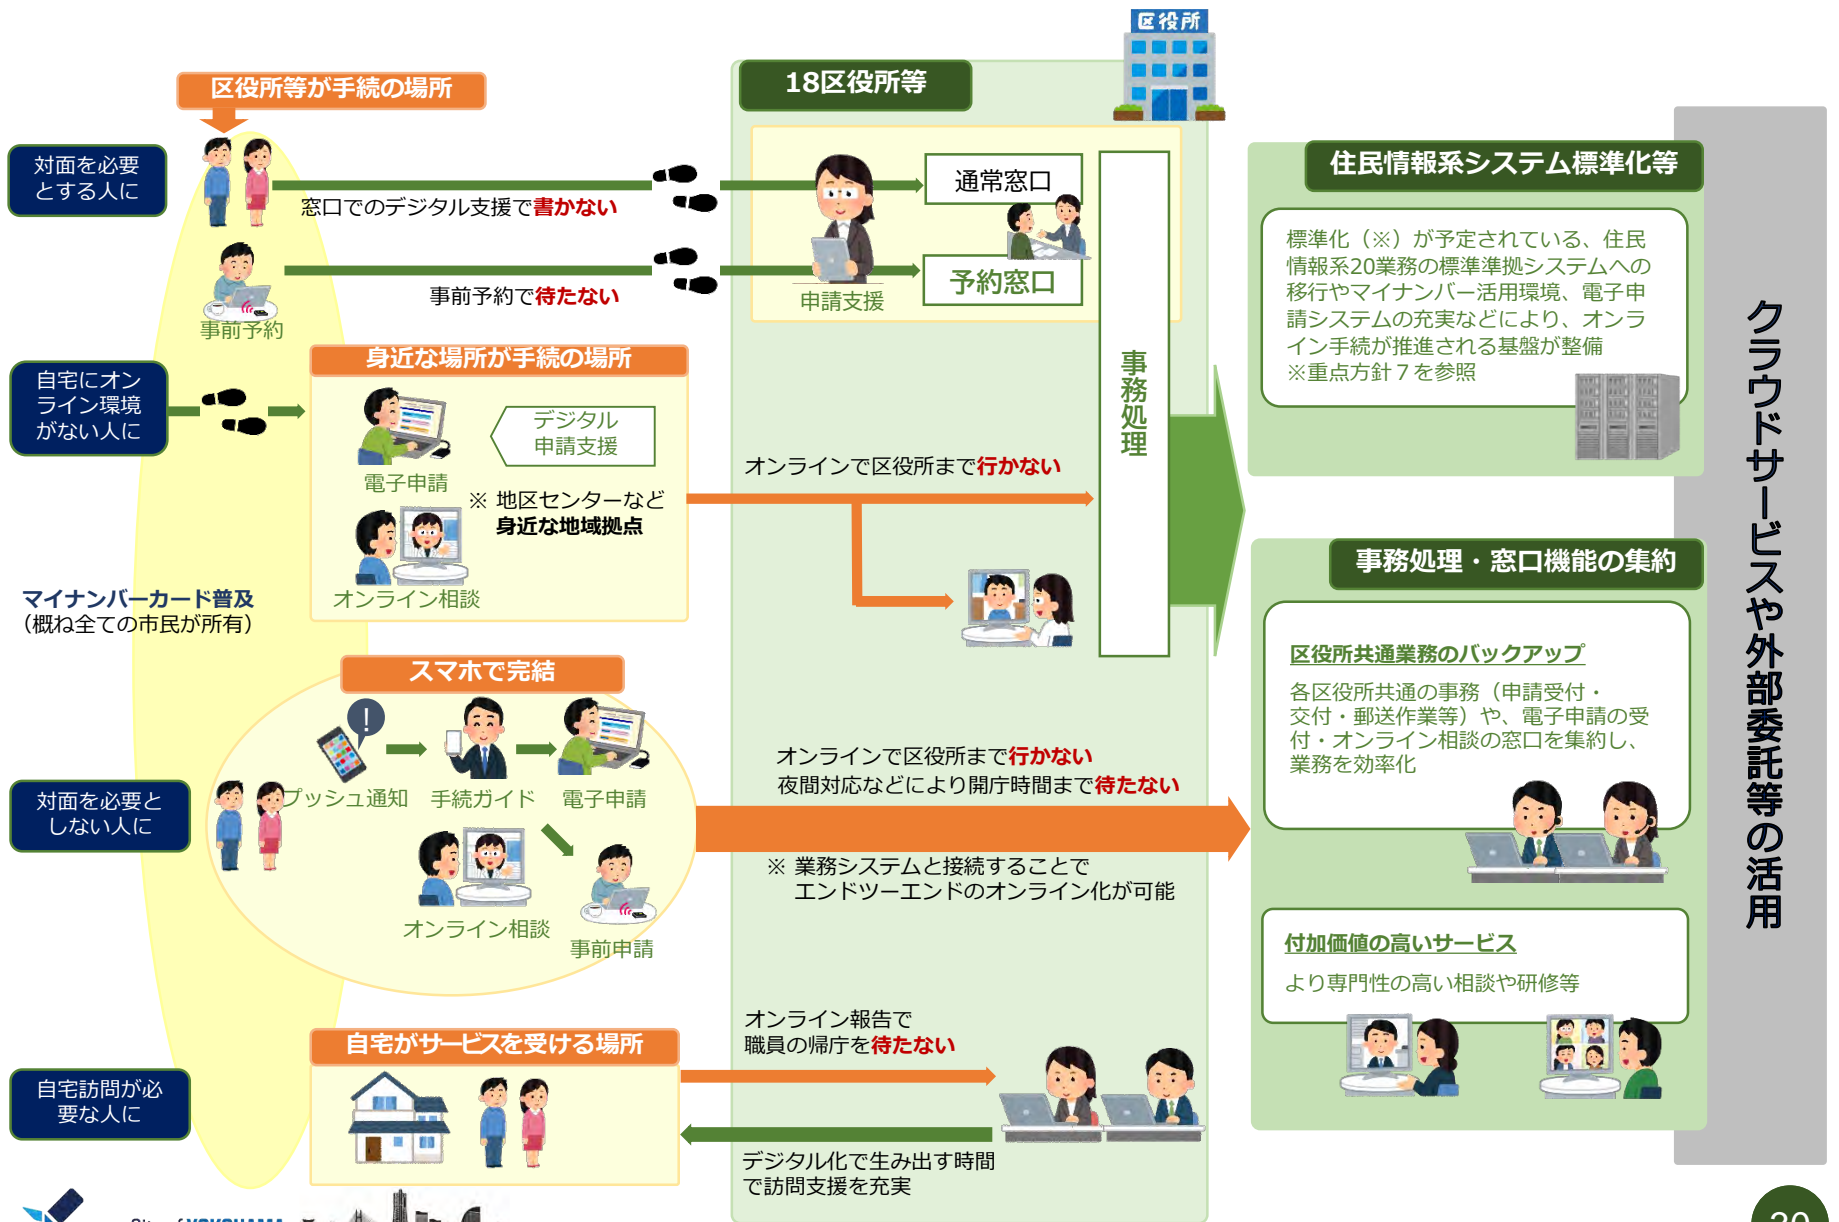 区役所
区役所等が手続の場所
18区役所等
対面を必要
とする人に
窓口でのデジタル支援で書かない
事前予約で待たない
事前予約
申請支援
通常窓口
予約窓口
事務処理
自宅にオン
ライン環境
がない人に
身近な場所が手続の場所
デジタル
申請支援
電子申請
※ 地区センターなど
身近な地域拠点
オンライン相談
オンラインで区役所まで行かない
マイナンバーカード普及
（概ね全ての市民が所有）
対面を必要と
しない人に
スマホで完結
!
プッシュ通知
手続ガイド
電子申請
オンライン相談
事前申請
オンラインで区役所まで行かない
夜間対応などにより開庁時間まで待たない
※ 業務システムと接続することで
エンドツーエンドのオンライン化が可能
自宅訪問が必
要な人に
自宅がサービスを受ける場所
オンライン報告で
職員の帰庁を待たない
デジタル化で生み出す時間
で訪問支援を充実
住民情報系システム標準化等
標準化（※）が予定されている、住民
情報系20業務の標準準拠システムへの
移行やマイナンバー活用環境、電子申
請システムの充実などにより、オンラ
イン手続が推進される基盤が整備
※重点方針７を参照
事務処理・窓口機能の集約
区役所共通業務のバックアップ
各区役所共通の事務（申請受付・
交付・郵送作業等）や、電子申請の受
付・オンライン相談の窓口を集約し、
業務を効率化
付加価値の高いサービス
より専門性の高い相談や研修等
クラウドサービスや外部委託等の活用
City of YOKOHAMA